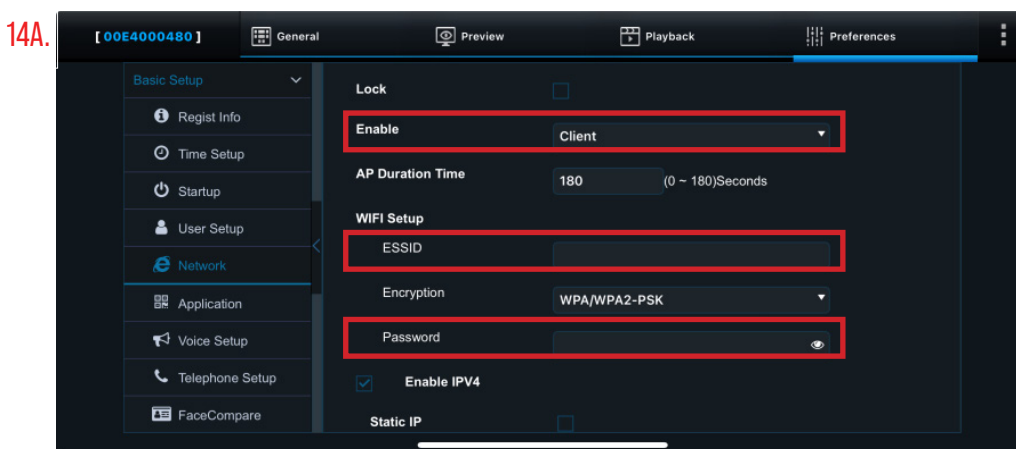 14A.
[ 00E4000480 ] General Preview Playback Preferences
Basic Setup
Regist Info
Time Setup
Startup
User Setup
Network
Application
Voice Setup
Telephone Setup
FaceCompare
Lock
Enable Client
AP Duration Time 180 (0 ~ 180)Seconds
WIFI Setup
ESSID
Encryption WPA/WPA2-PSK
Password
Enable IPV4
Static IP